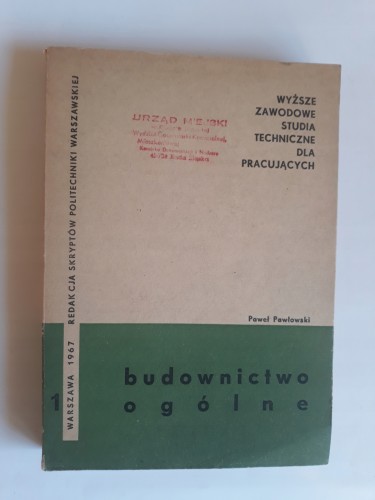 WYŻSZE
ZAWODOWE
STUDIA
TECHNICZNE
DLA
PRACUJĄCYCH
URZĄD MIEJSKI
Paweł Pawłowski
budownictwo
ogólne
1
WARSZAWA 1967 REDAKCJA SKRYPTÓW POLITECHNIKI WARSZAWSKIEJ